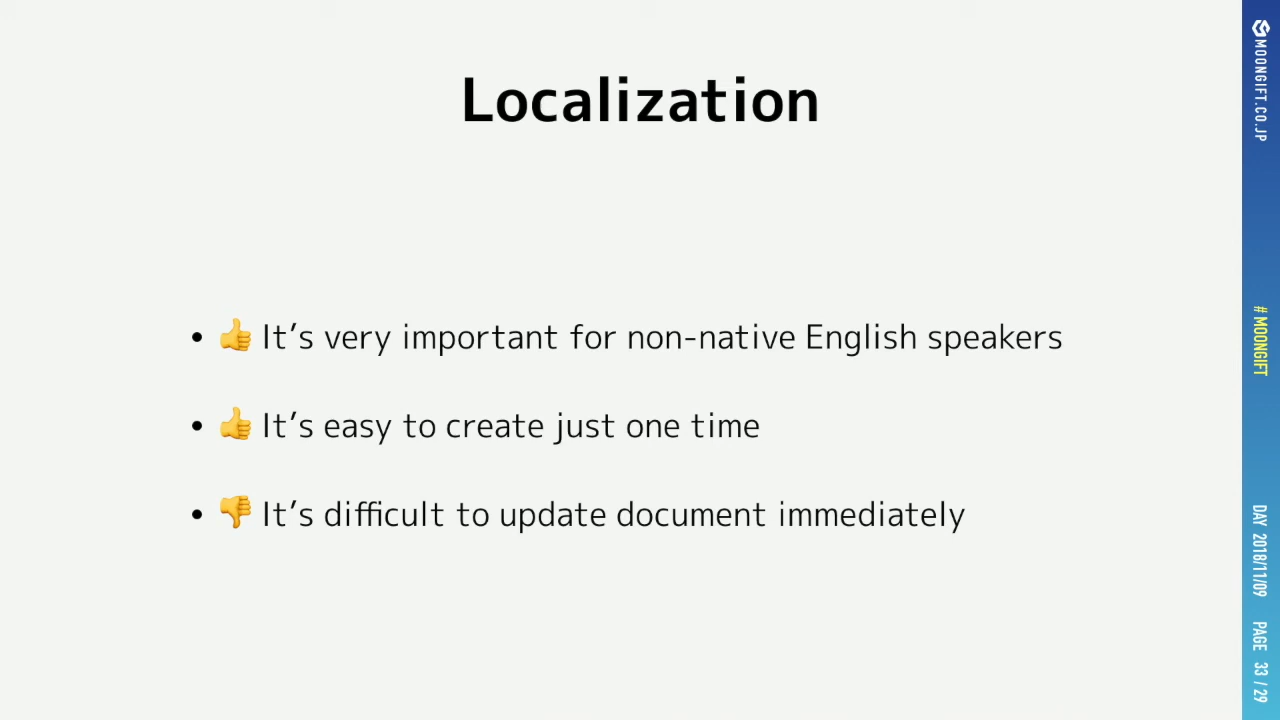 Localization
• 👍 It’s very important for non-native English speakers
• 👍 It’s easy to create just one time
• 👎 It’s difficult to update document immediately
MOONGIFT.CO.JP
# MOONGIFT
DAY 2018/11/09
PAGE 33 / 29